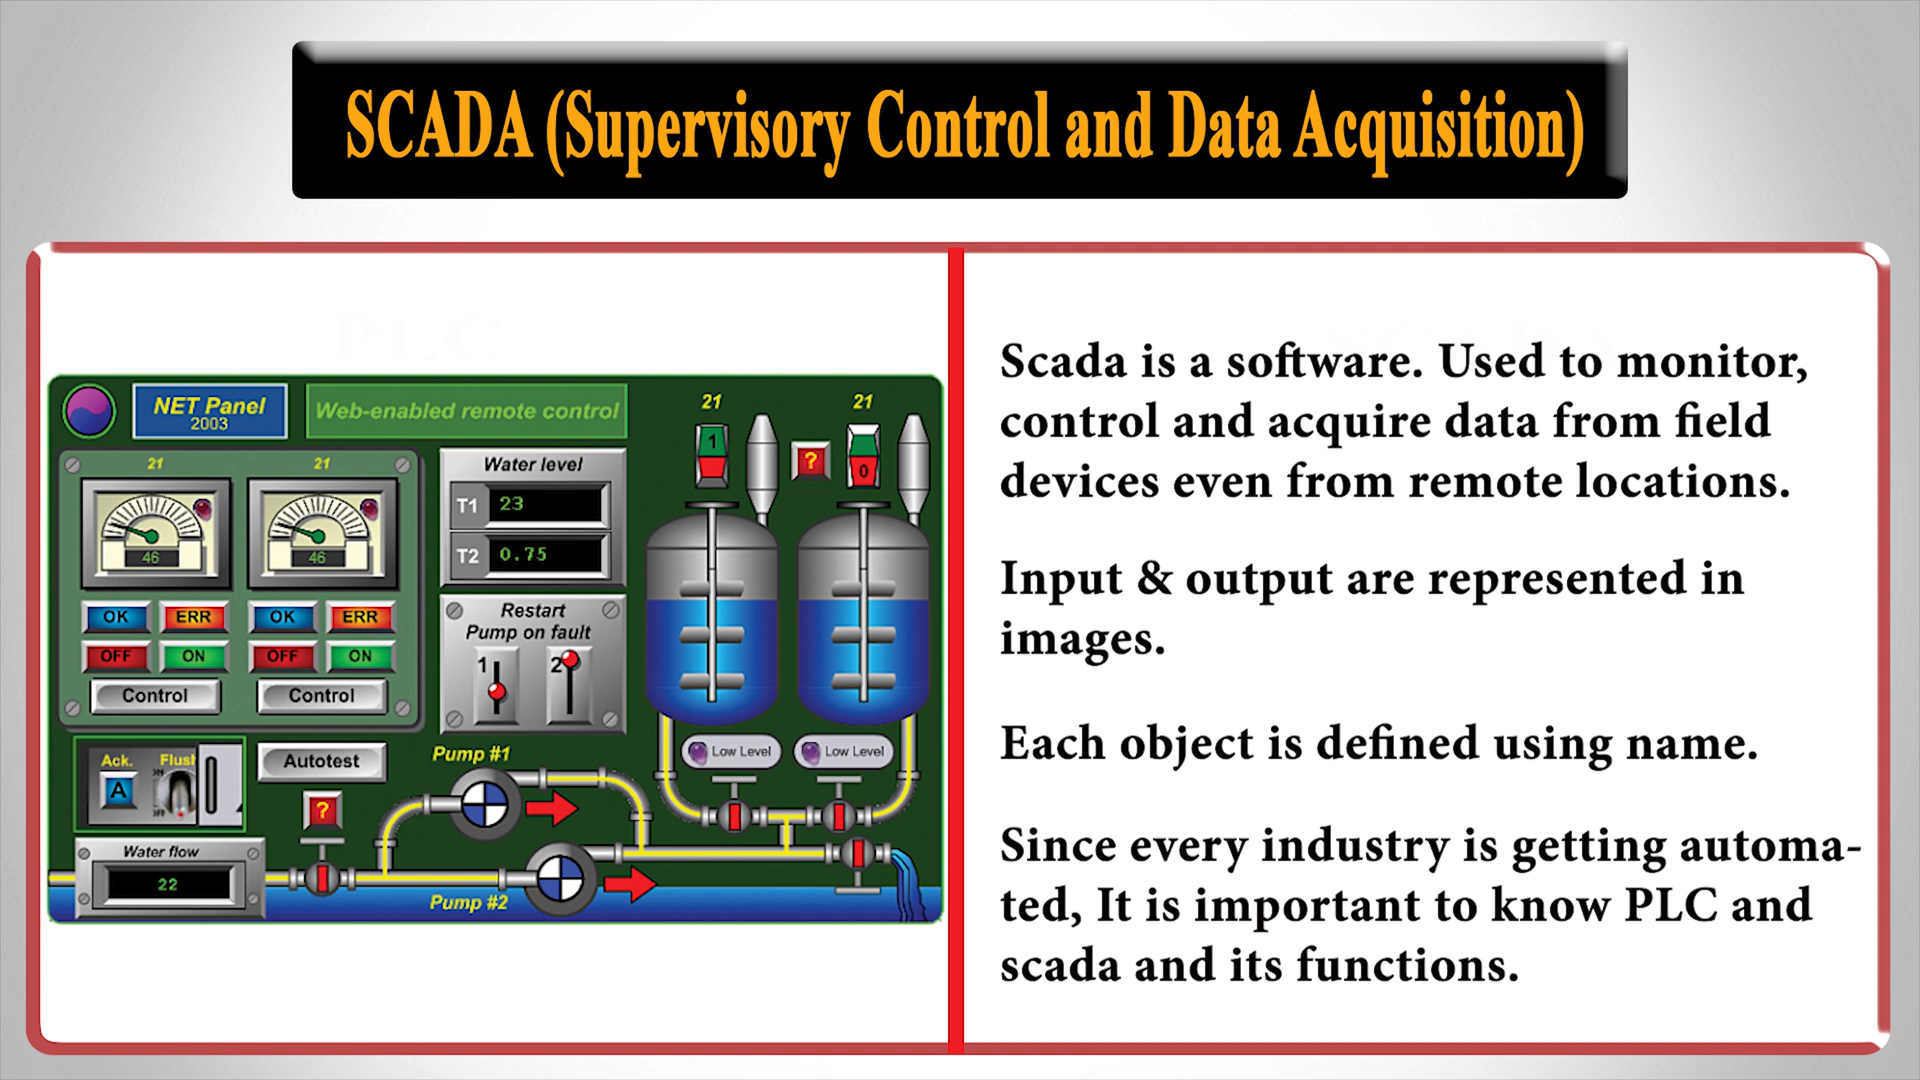 SCADA (Supervisory Control and Data Acquisition)
NET Panel
2003
Web-enabled remote control
21
21
46
46
OK
ERR
OK
ERR
OFF
ON
OFF
ON
Control
Control
Water level
T1
23
T2
0.75
Restart
Pump on fault
1
2
21
21
1
?
0
Low Level
Low Level
Ack.
Flush
A
Autotest
?
Pump #1
Water flow
22
Pump #2
Scada is a software. Used to monitor,
control and acquire data from field
devices even from remote locations.
Input & output are represented in
images.
Each object is defined using name.
Since every industry is getting automa-
ted, It is important to know PLC and
scada and its functions.